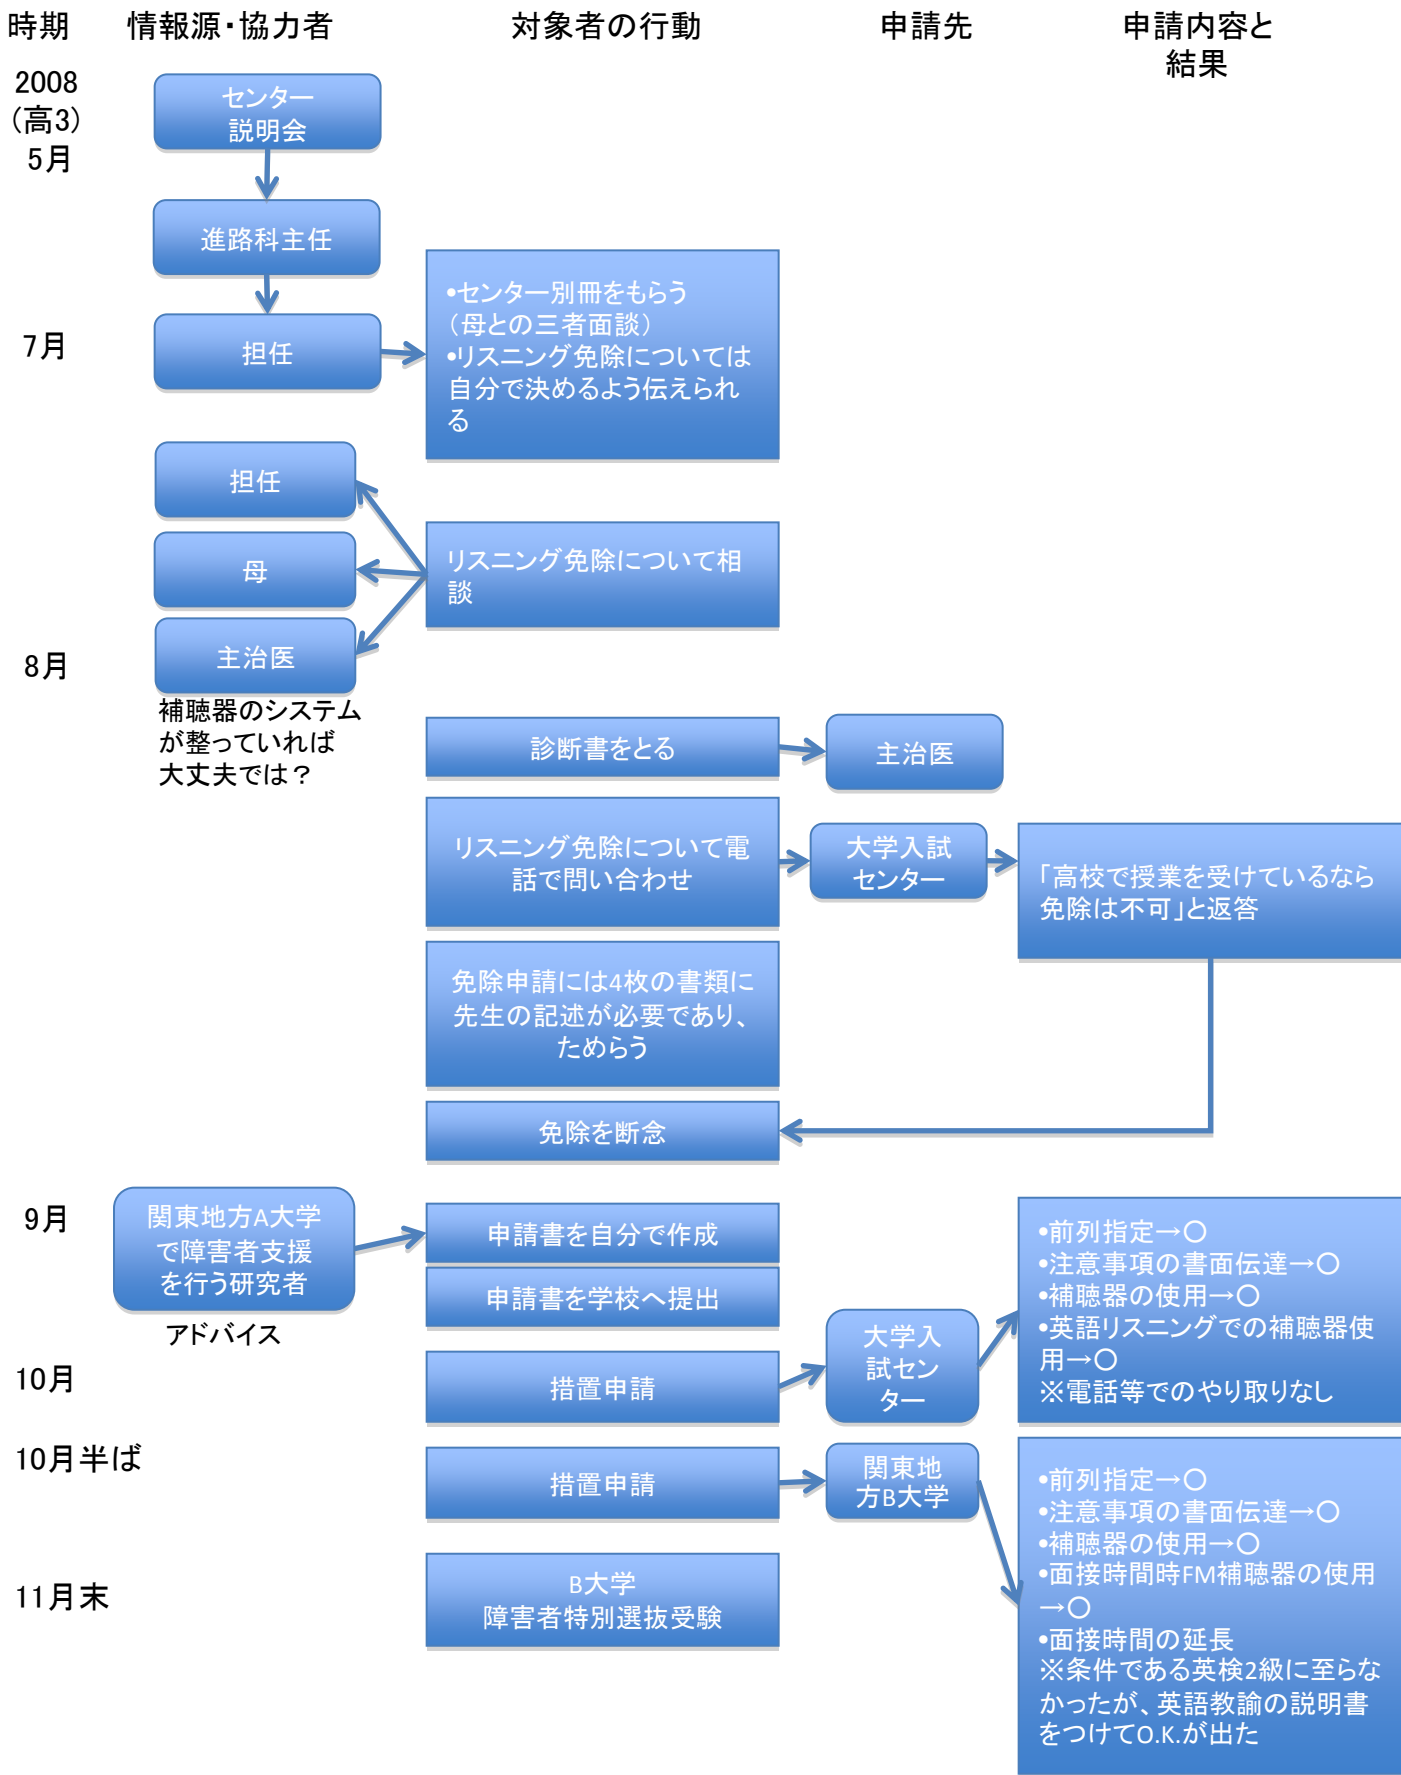 時期 情報源・協力者 対象者の行動 申請先 申請内容と
結果
2008
（高3）
5月
センター
説明会
進路科主任
7月
担任
•センター別冊をもらう
（母との三者面談）
•リスニング免除については
自分で決めるよう伝えられ
る
担任
母
主治医
リスニング免除について相
談
8月
補聴器のシステム
が整っていれば
大丈夫では？
診断書をとる
主治医
リスニング免除について電
話で問い合わせ
大学入試
センター
「高校で授業を受けているなら
免除は不可」と返答
免除申請には4枚の書類に
先生の記述が必要であり、
ためらう
免除を断念
9月
関東地方A大学
で障害者支援
を行う研究者
アドバイス
申請書を自分で作成
申請書を学校へ提出
10月
措置申請
大学入
試セン
ター
•前列指定→〇
•注意事項の書面伝達→〇
•補聴器の使用→〇
•英語リスニングでの補聴器使
用→〇
※電話等でのやり取りなし
10月半ば
措置申請
関東地
方B大学
•前列指定→〇
•注意事項の書面伝達→〇
•補聴器の使用→〇
•面接時間時FM補聴器の使用
→〇
•面接時間の延長
※条件である英検2級に至らな
かったが、英語教諭の説明書
をつけてO.K.が出た
11月末
B大学
障害者特別選抜受験